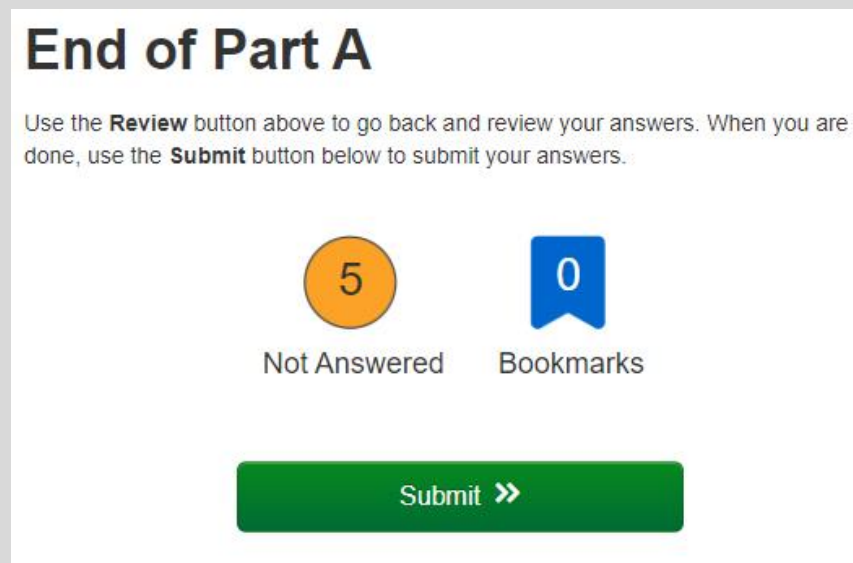 End of Part A
Use the Review button above to go back and review your answers. When you are
done, use the Submit button below to submit your answers.
5
0
Not Answered
Bookmarks
Submit